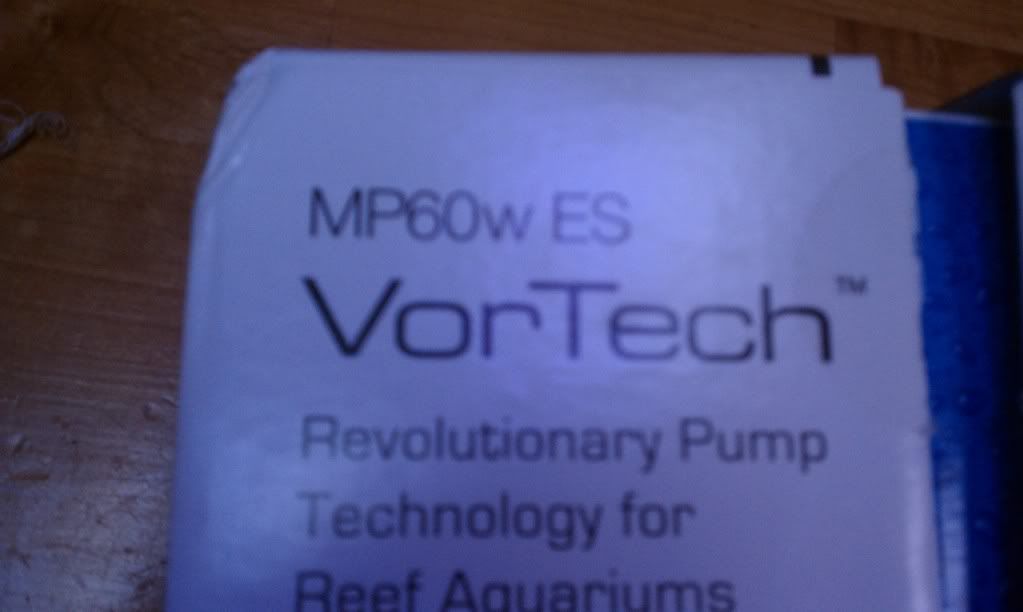 MP60w ES
VorTech™
Revolutionary Pump
Technology for
Reef Aquariums